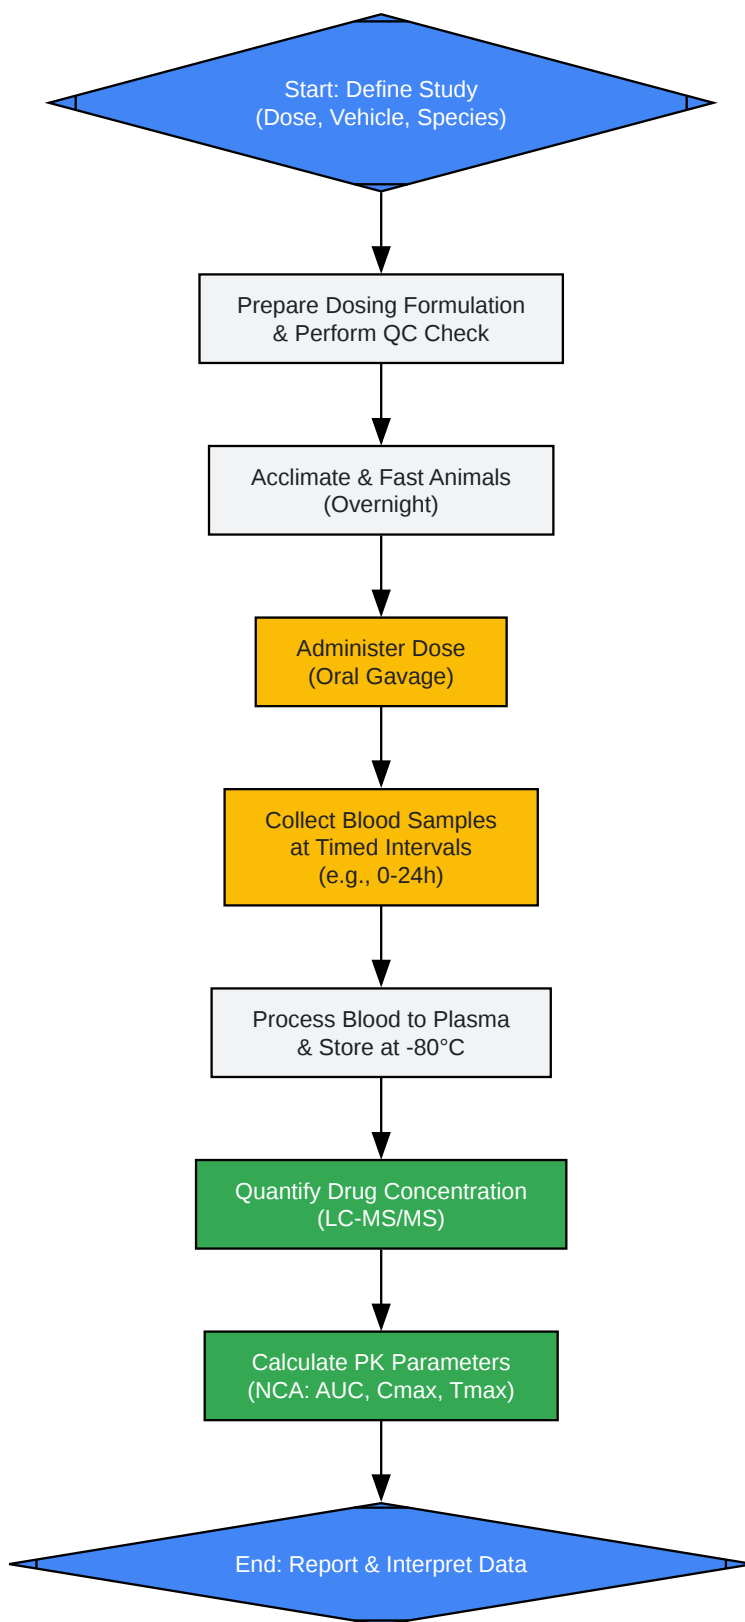 Start: Define Study
(Dose, Vehicle, Species)
Prepare Dosing Formulation
& Perform QC Check
Acclimate & Fast Animals
(Overnight)
Administer Dose
(Oral Gavage)
Collect Blood Samples
at Timed Intervals
(e.g., 0-24h)
Process Blood to Plasma
& Store at -80°C
Quantify Drug Concentration
(LC-MS/MS)
Calculate PK Parameters
(NCA: AUC, Cmax, Tmax)
End: Report & Interpret Data